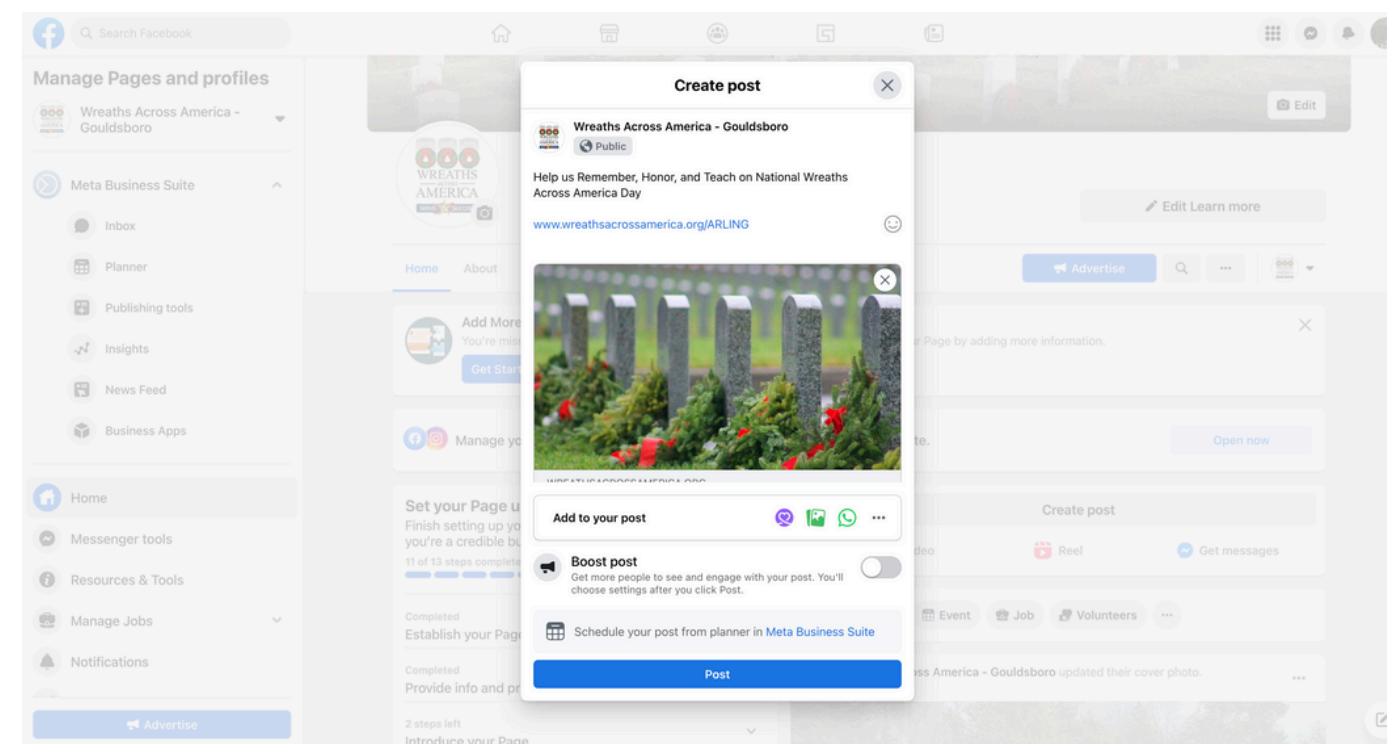 Search Facebook
Manage Pages and profiles
Wreaths Across America -
Gouldsboro
Meta Business Suite
Inbox
Planner
Publishing tools
Insights
News Feed
Business Apps
Home
Messenger tools
Resources & Tools
Manage Jobs
Notifications
Advertise
Edit
WREATHS
AMERICA
Edit Learn more
Home
About
Advertise
Add More
You're mis
r Page by adding more information.
Get Start
Manage yo
te.
Open now
Set your Page u
Finish setting up yo
you're a credible bu
11 of 13 steps complete
Completed
Establish your Page
Completed
Provide info and pr
2 steps left
Introduce your Page
Create post
deo
Reel
Get messages
Event
Job
Volunteers
ss America - Gouldsboro updated their cover photo.
Create post
Wreaths Across America - Gouldsboro
Public
Help us Remember, Honor, and Teach on National Wreaths
Across America Day
www.wreathsacrossamerica.org/ARLING
WREATHSACROSSAMERICA.ORG
Add to your post
Boost post
Get more people to see and engage with your post. You'll
choose settings after you click Post.
Schedule your post from planner in Meta Business Suite
Post